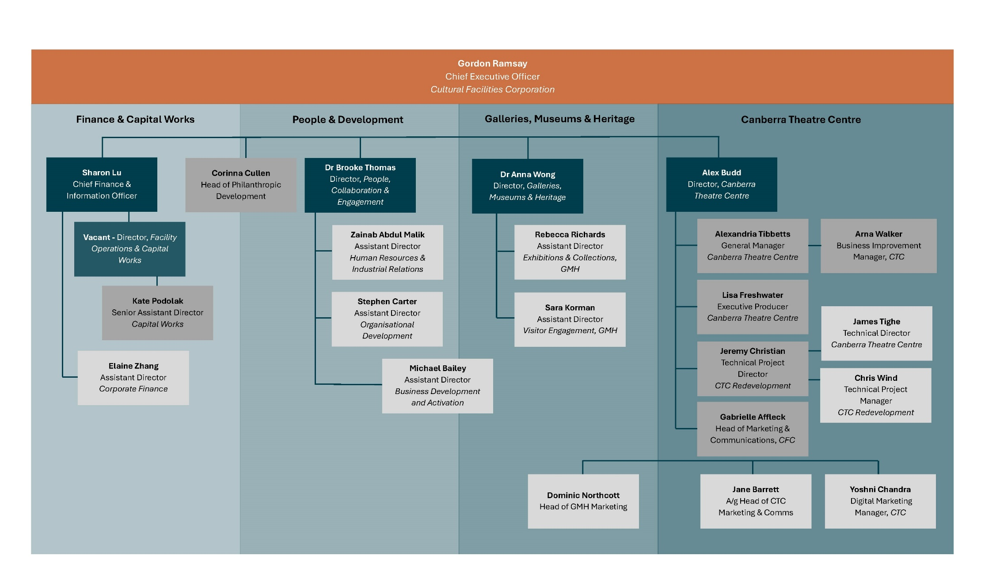 Gordon Ramsay
Chief Executive Officer
Cultural Facilities Corporation
Finance & Capital Works
People & Development
Galleries, Museums & Heritage
Canberra Theatre Centre
Sharon Lu
Chief Finance &
Information Officer
Corinna Cullen
Head of Philanthropic
Development
Dr Brooke Thomas
Director, People,
Collaboration &
Engagement
Dr Anna Wong
Director, Galleries,
Museums & Heritage
Alex Budd
Director, Canberra
Theatre Centre
Vacant - Director, Facility
Operations & Capital
Works
Kate Podolak
Senior Assistant Director
Capital Works
Elaine Zhang
Assistant Director
Corporate Finance
Zainab Abdul Malik
Assistant Director
Human Resources &
Industrial Relations
Stephen Carter
Assistant Director
Organisational
Development
Michael Bailey
Assistant Director
Business Development
and Activation
Rebecca Richards
Assistant Director
Exhibitions & Collections,
GMH
Sara Korman
Assistant Director
Visitor Engagement, GMH
Alexandria Tibbetts
General Manager
Canberra Theatre Centre
Arna Walker
Business Improvement
Manager, CTC
Lisa Freshwater
Executive Producer
Canberra Theatre Centre
James Tighe
Technical Director
Canberra Theatre Centre
Jeremy Christian
Technical Project
Director
CTC Redevelopment
Chris Wind
Technical Project
Manager
CTC Redevelopment
Gabrielle Affleck
Head of Marketing &
Communications, CFC
Dominic Northcott
Head of GMH Marketing
Jane Barrett
A/g Head of CTC
Marketing & Comms
Yoshni Chandra
Digital Marketing
Manager, CTC